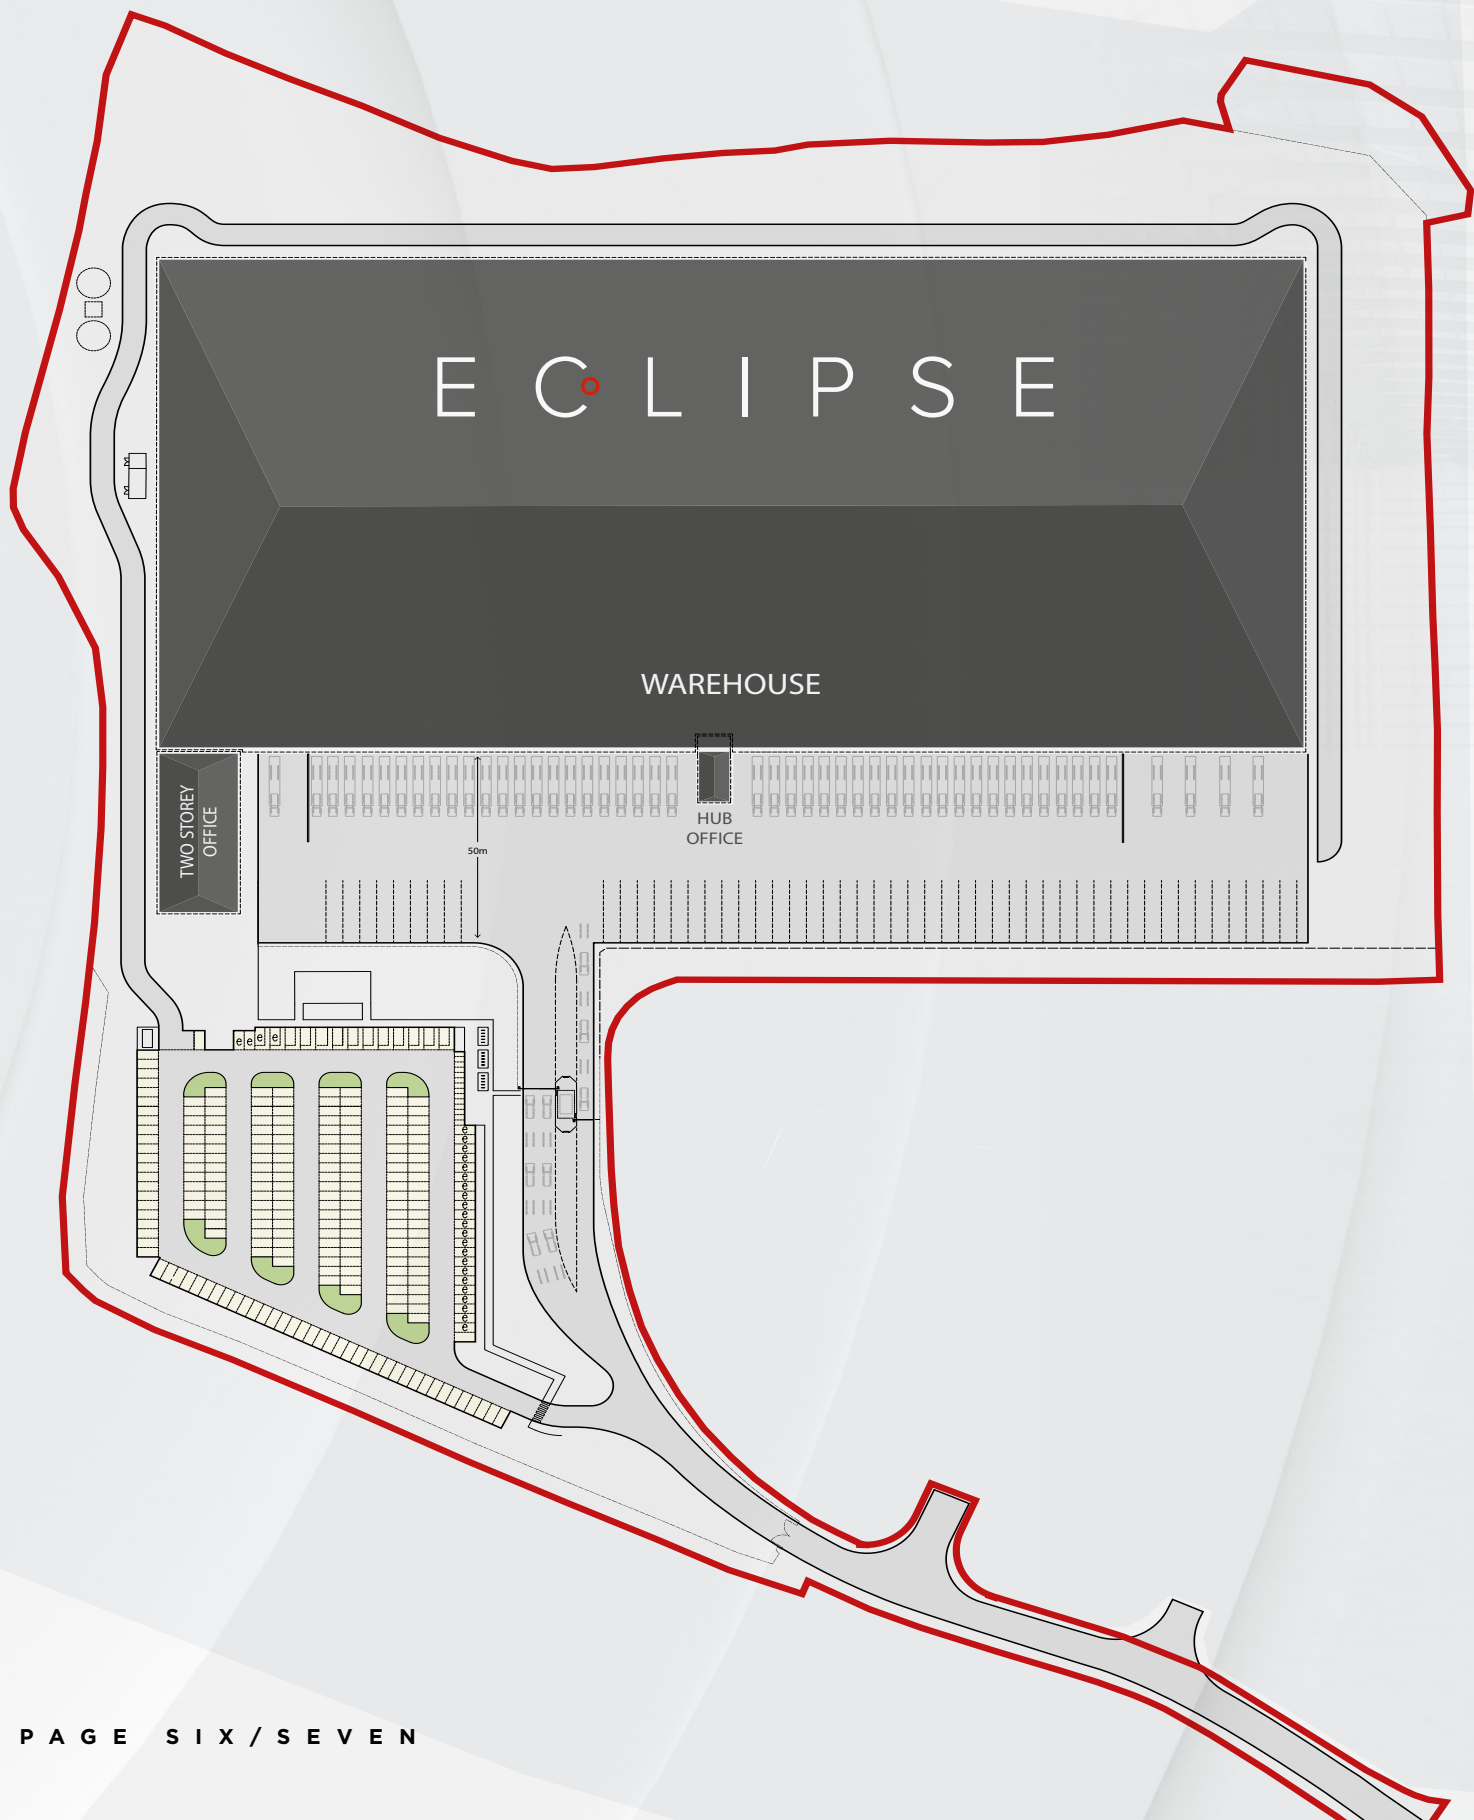 ECLIPSE
WAREHOUSE
TWO STOREY
OFFICE
HUB
OFFICE
50m
e e e e
PAGE SIX/SEVEN